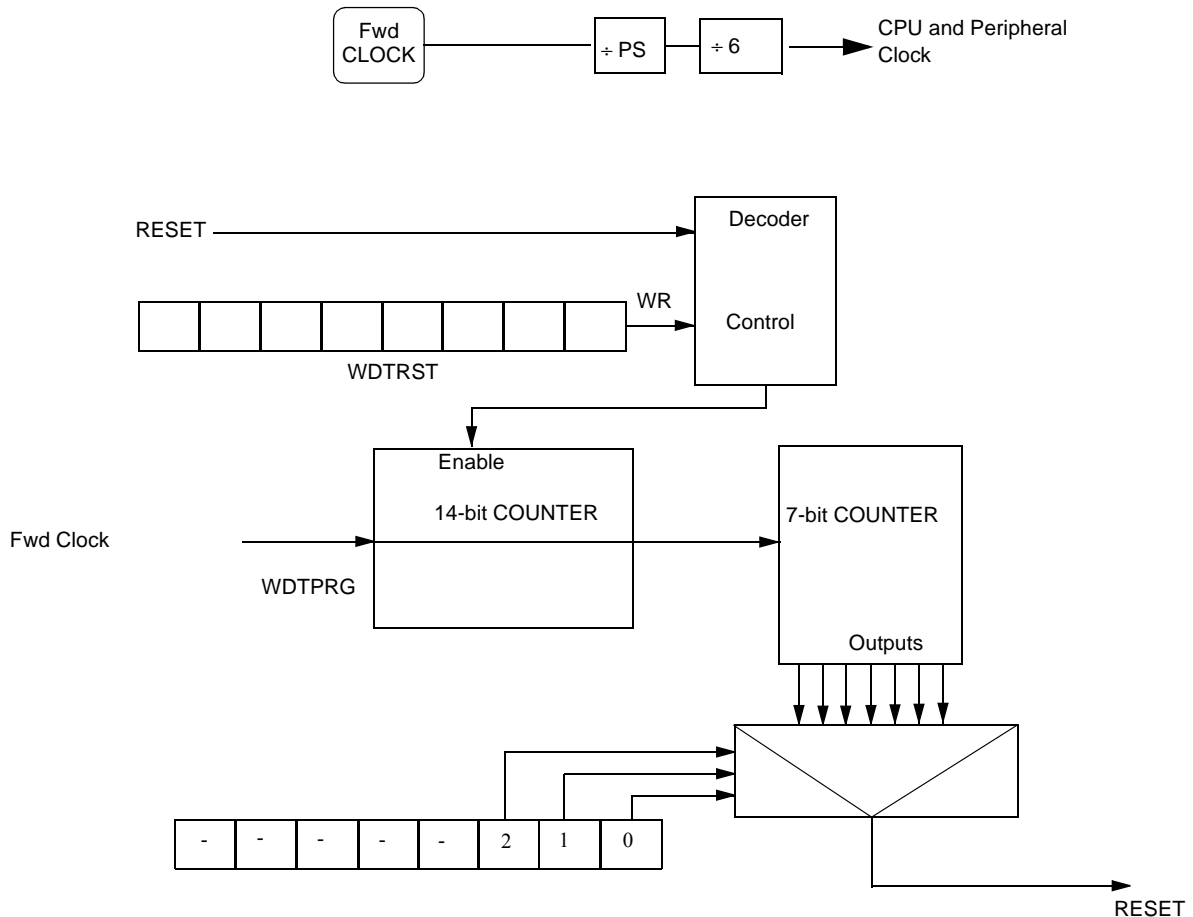 Fwd
CLOCK
÷ PS
÷ 6
CPU and Peripheral
Clock
RESET
Decoder
WR
Control
WDTRST
Enable
14-bit COUNTER
7-bit COUNTER
Fwd Clock
WDTPRG
Outputs
- - - - - 2 1 0
RESET